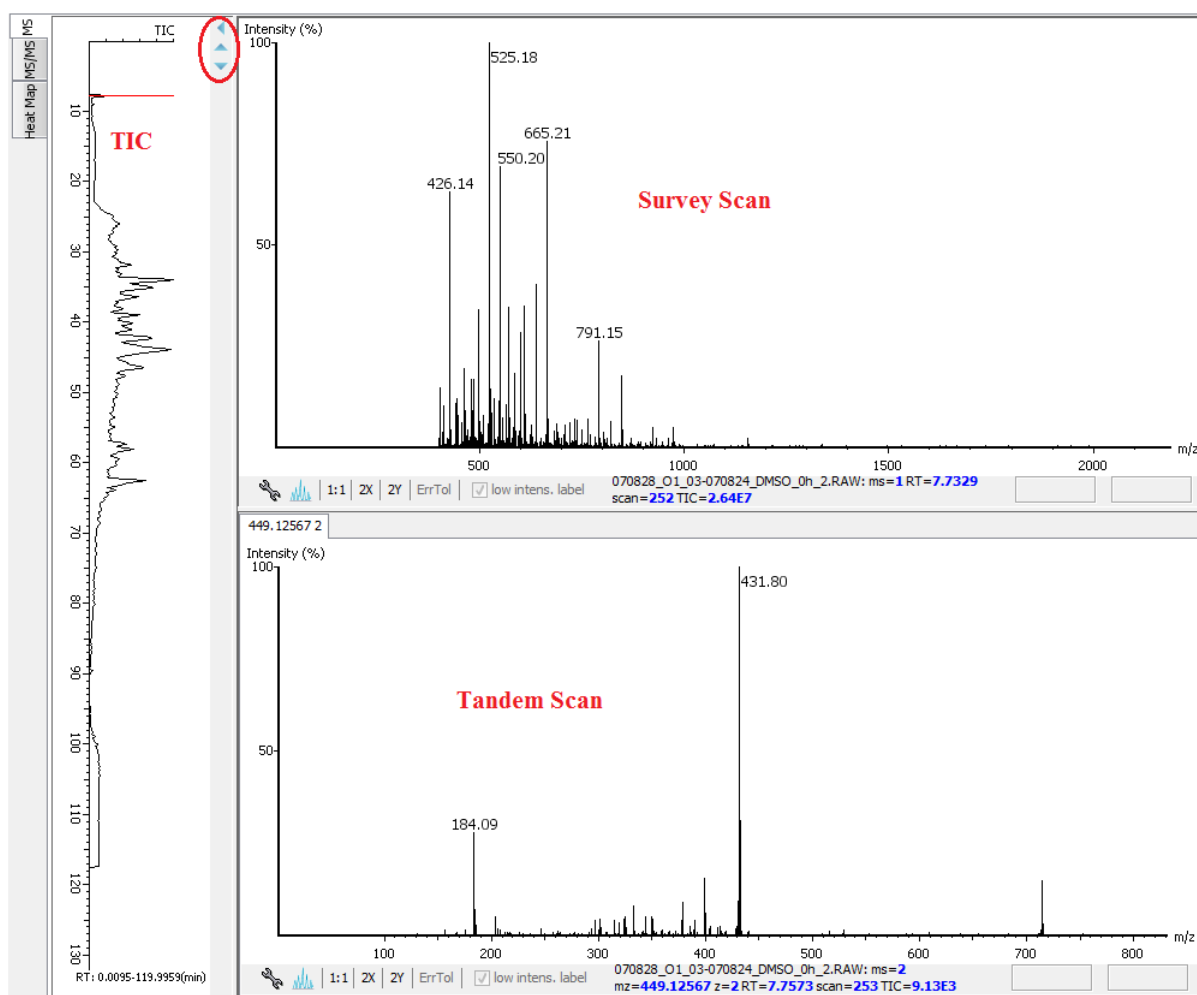 MS
MS/MS
Heat Map
TIC
10
20
30
40
50
60
70
80
90
100
110
120
130
TIC
RT: 0.0095-119.9959(min)
Intensity (%)
100
50
525.18
665.21
550.20
426.14
791.15
Survey Scan
500
1000
1500
2000
m/z
1:1
2X
2Y
ErrTol
low intens. label
070828_O1_03-070824_DMSO_0h_2.RAW: ms=1 RT=7.7329
scan=252 TIC=2.64E7
449.12567 2
Intensity (%)
100
50
431.80
184.09
Tandem Scan
100
200
300
400
500
600
700
800
m/z
1:1
2X
2Y
ErrTol
low intens. label
070828_O1_03-070824_DMSO_0h_2.RAW: ms=2
mz=449.12567 z=2 RT=7.7573 scan=253 TIC=9.13E3